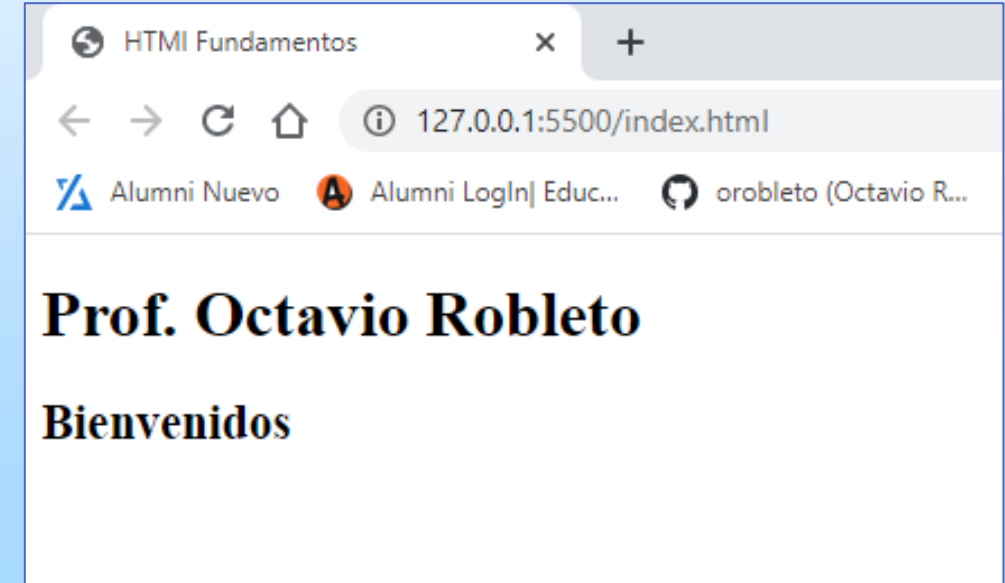 HTMl Fundamentos
127.0.0.1:5500/index.html
Alumni Nuevo Alumni LogIn| Educ... orobleto (Octavio R...
Prof. Octavio Robleto
Bienvenidos